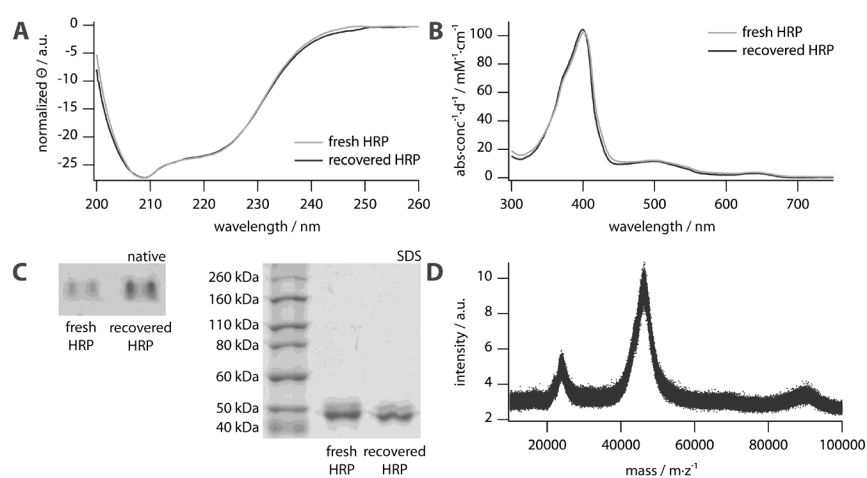 A
normalized Θ / a.u.
0
-5
-10
-15
-20
-25
fresh HRP
recovered HRP
200 210 220 230 240 250 260
wavelength / nm
B
abs·conc⁻¹·d⁻¹ / mM⁻¹·cm⁻¹
100
80
60
40
20
0
fresh HRP
recovered HRP
300 400 500 600 700
wavelength / nm
C
native
fresh HRP
recovered HRP
SDS
260 kDa
160 kDa
110 kDa
80 kDa
60 kDa
50 kDa
40 kDa
fresh HRP
recovered HRP
D
intensity / a.u.
10
8
6
4
2
20000 40000 60000 80000 100000
mass / m·z⁻¹